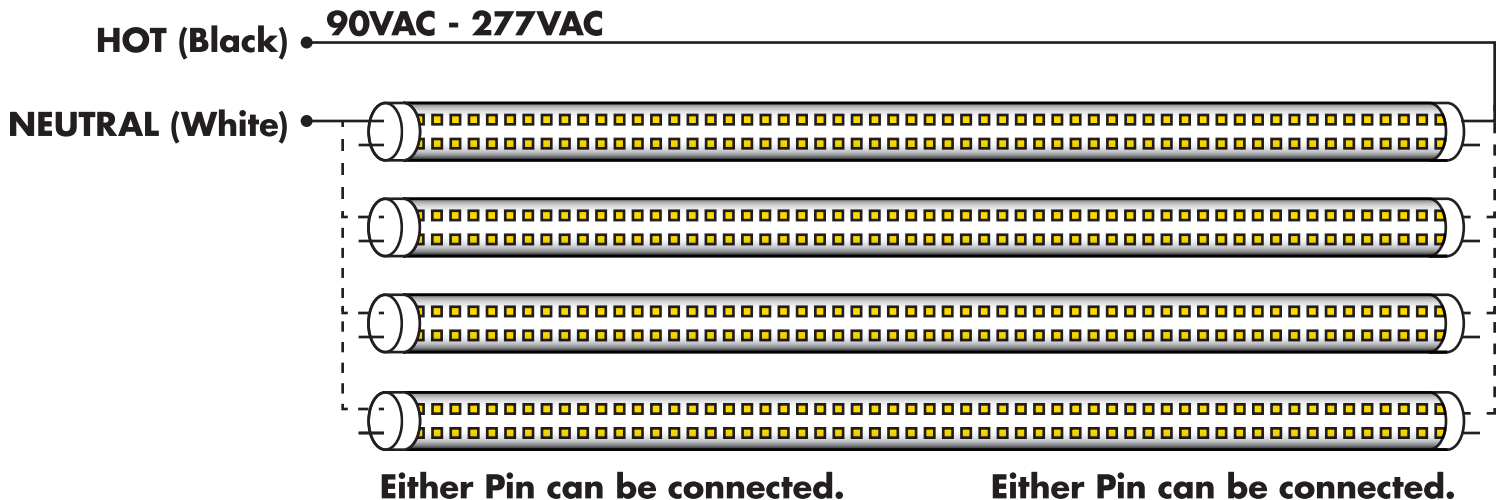 90VAC - 277VAC
HOT (Black)
NEUTRAL (White)
Either Pin can be connected.
Either Pin can be connected.